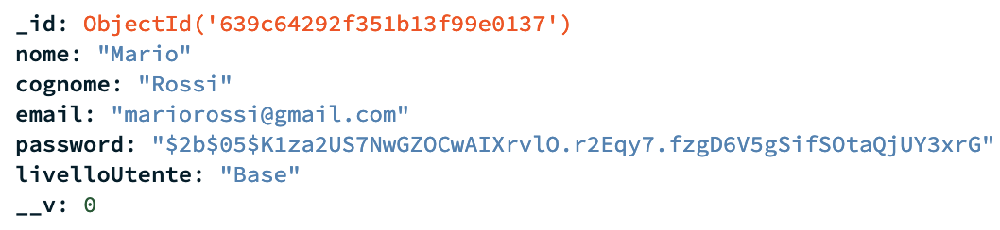 _id: ObjectId('639c64292f351b13f99e0137')
nome: "Mario"
cognome: "Rossi"
email: "mariorossi@gmail.com"
password: "$2b$05$K1za2US7NwGZOCwAIXrvlO.r2Eqy7.fzgD6V5gSifSOtaQjUY3xrG"
livelloUtente: "Base"
__v: 0